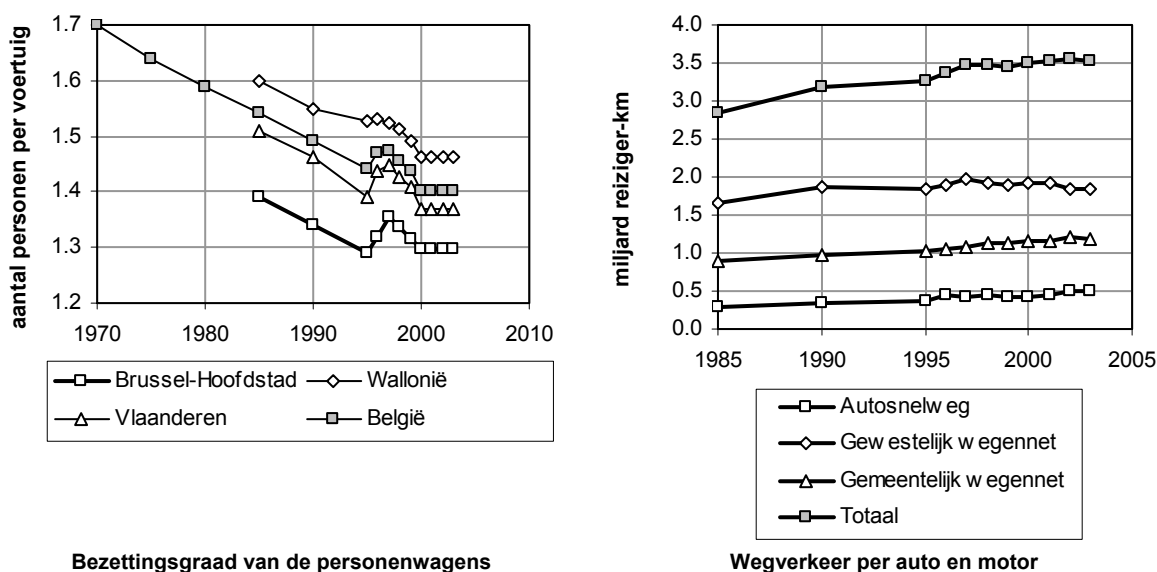 aantal personen per voertuig
1.7
1.6
1.5
1.4
1.3
1.2
1970 1980 1990 2000 2010
Brussel-Hoofdstad Wallonië
Vlaanderen België
Bezettingsgraad van de personenwagens
miljard reiziger-km
4.0
3.5
3.0
2.5
2.0
1.5
1.0
0.5
0.0
1985 1990 1995 2000 2005
Autosnelw eg
Gew estelijk w egennet
Gemeentelijk w egennet
Totaal
Wegverkeer per auto en motor